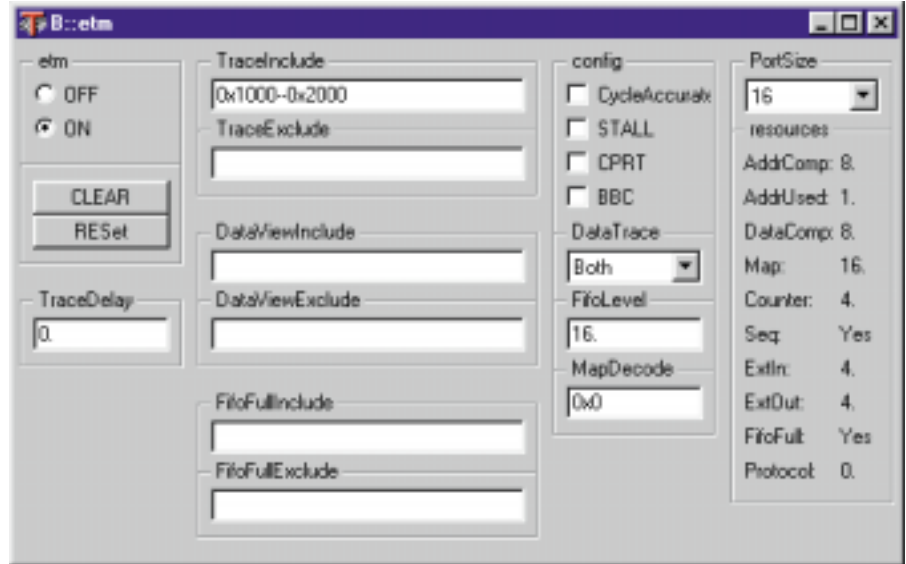 B::etm
etm
OFF
ON
CLEAR
RESet
TraceDelay
0.
TraceInclude
0x1000--0x2000
TraceExclude
DataViewInclude
DataViewExclude
FifoFullInclude
FifoFullExclude
config
CycleAccurate
STALL
CPRT
BBC
DataTrace
Both
FifoLevel
16.
MapDecode
0x0
PortSize
16
resources
AddrComp: 8.
AddrUsed: 1.
DataComp: 8.
Map: 16.
Counter: 4.
Seq: Yes
ExtIn: 4.
ExtOut: 4.
FifoFull: Yes
Protocol: 0.